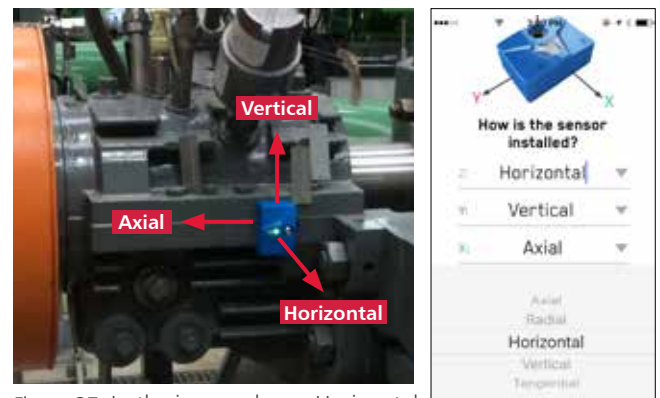 Vertical
Axial
Horizontal
Y
X
How is the sensor
installed?
Horizontal
Vertical
Axial
Axial
Radial
Horizontal
Vertical
Tangential